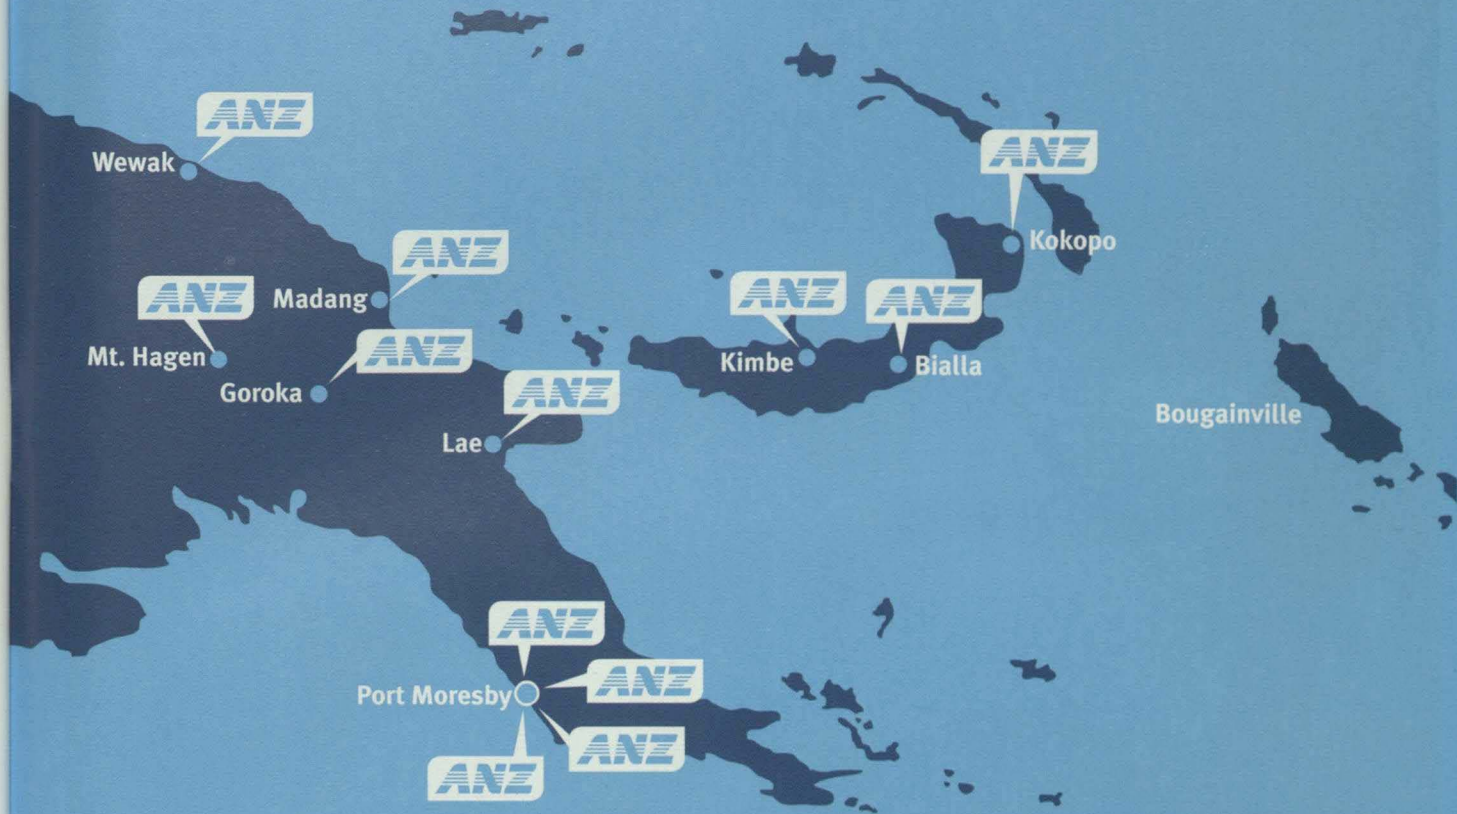 ANZ
Wewak
ANZ
Kokopo
ANZ
Madang
ANZ
Mt. Hagen
ANZ
Goroka
ANZ
Lae
ANZ
Kimbe
ANZ
Bialla
Bougainville
ANZ
ANZ
Port Moresby
ANZ
ANZ